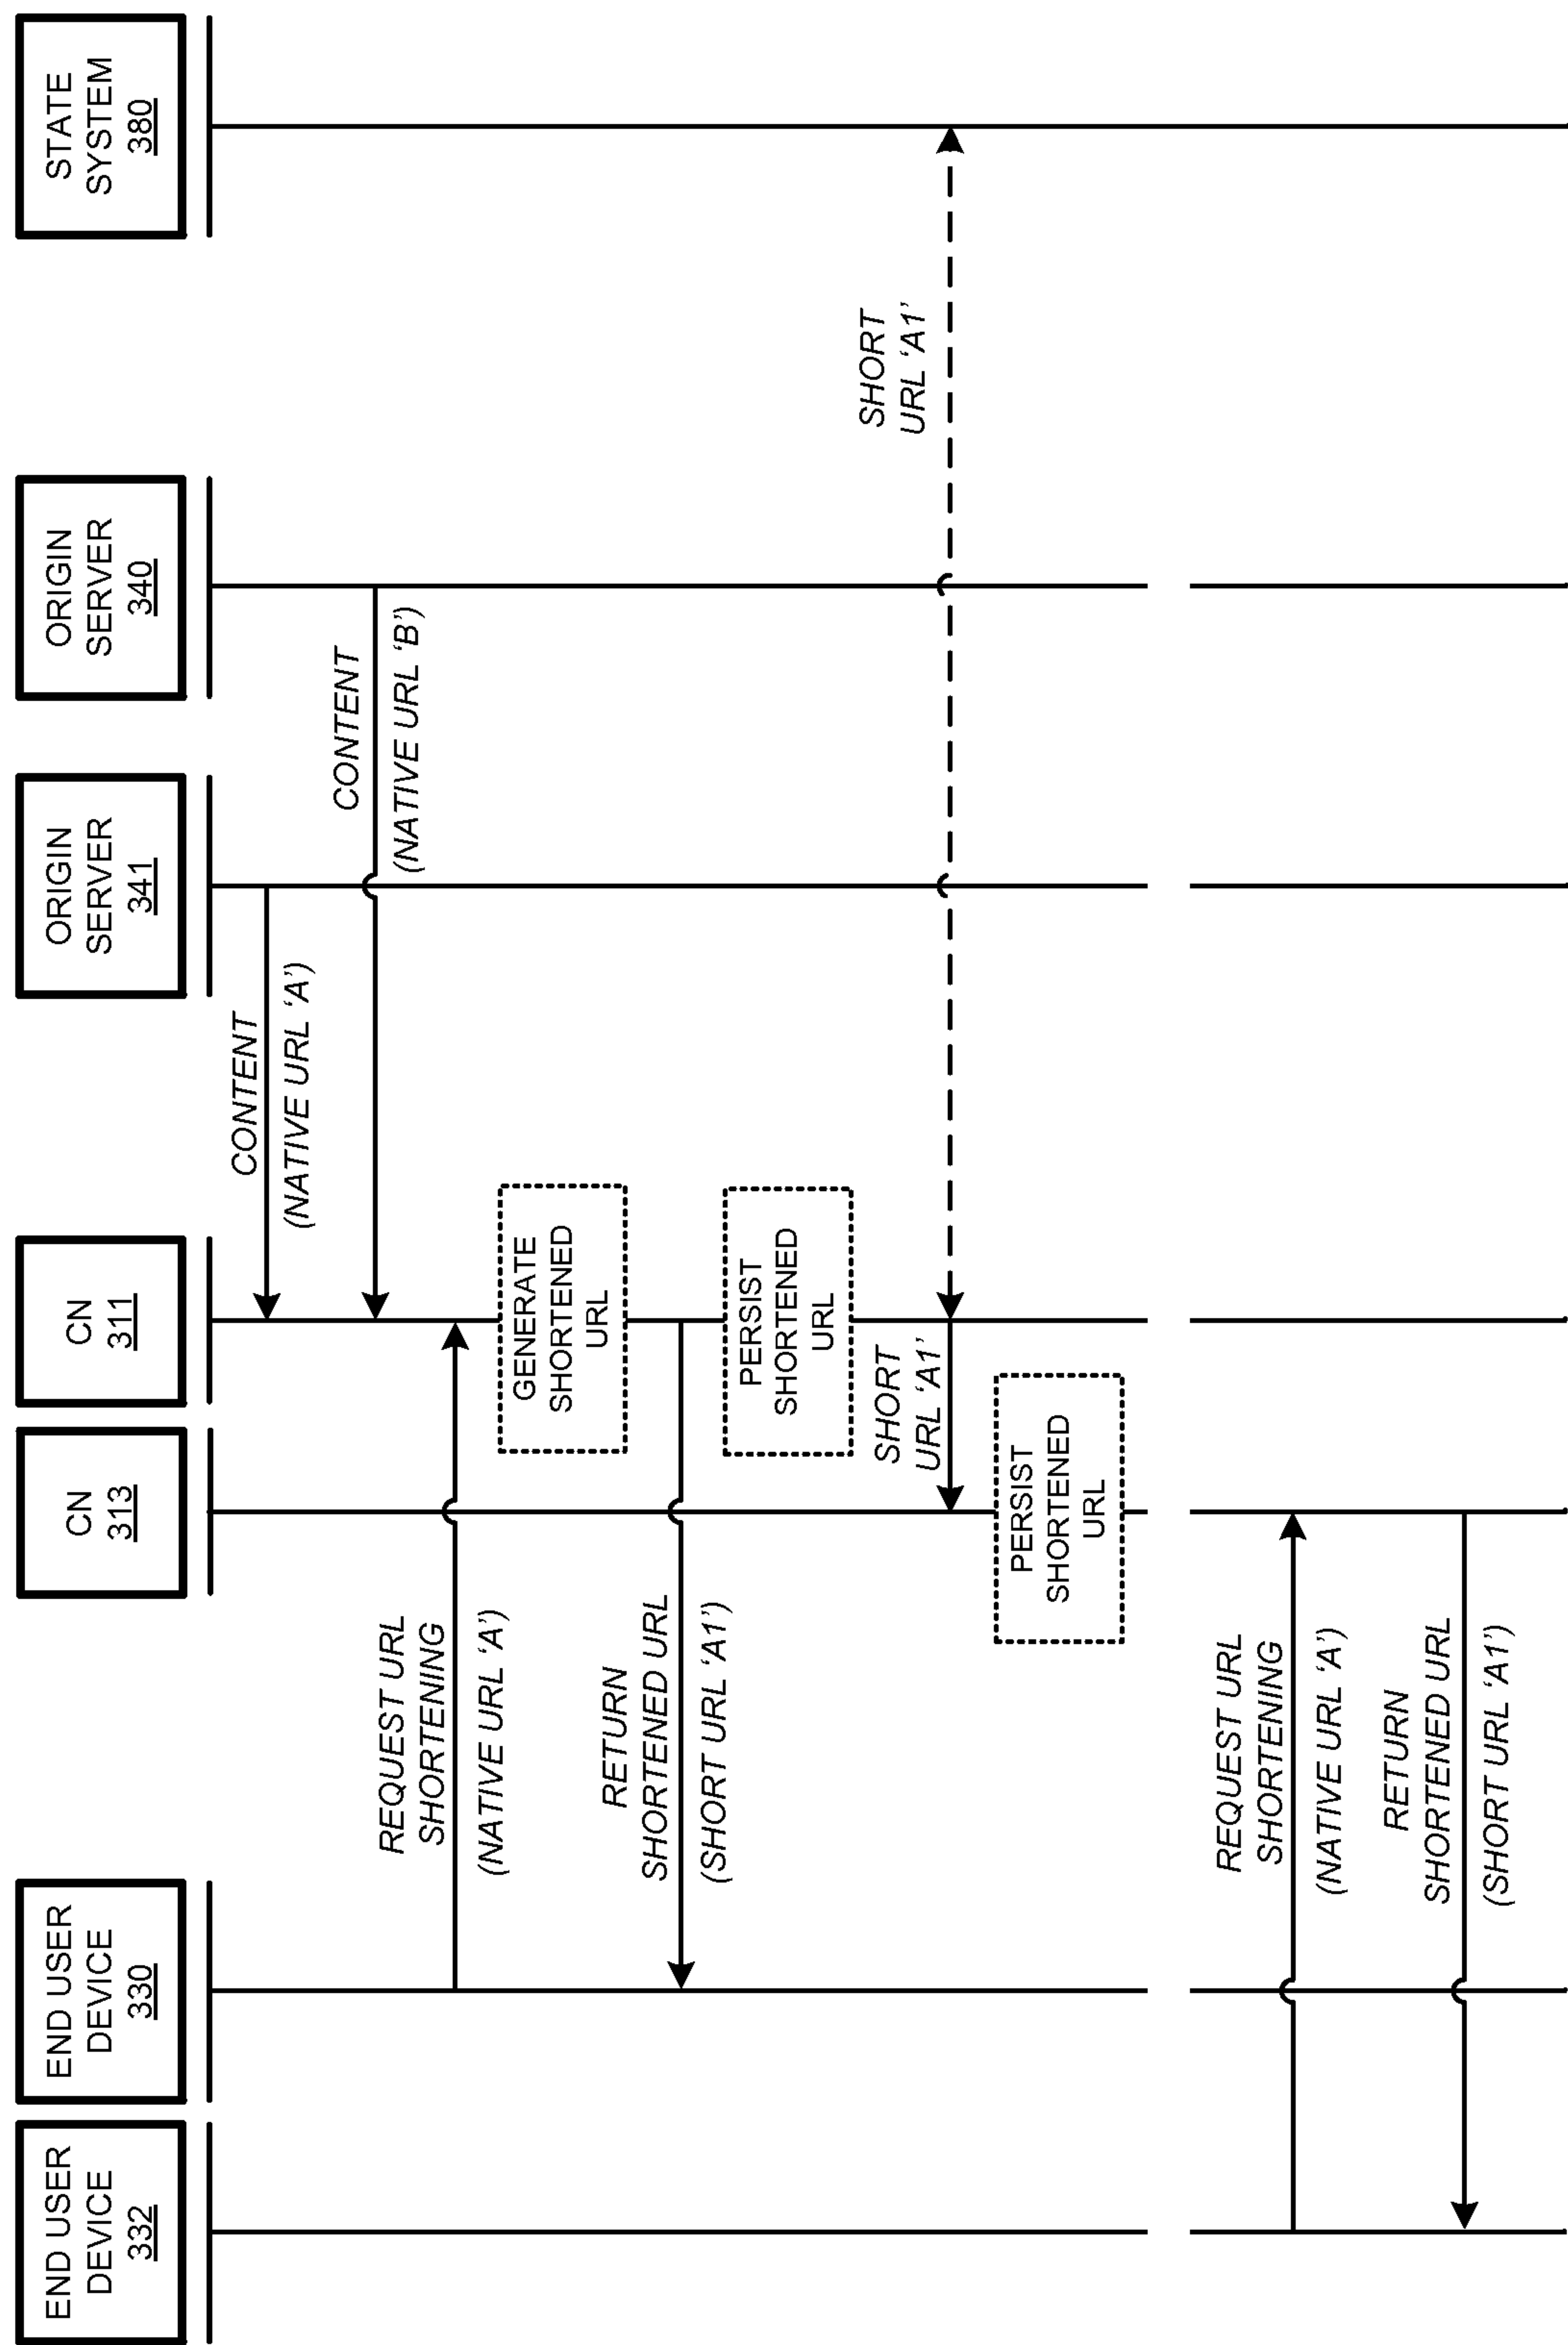 END USER
DEVICE
332
END USER
DEVICE
330
CN
313
CN
311
ORIGIN
SERVER
341
ORIGIN
SERVER
340
STATE
SYSTEM
380
CONTENT
(NATIVE URL ‘A’)
CONTENT
(NATIVE URL ‘B’)
REQUEST URL
SHORTENING
(NATIVE URL ‘A’)
GENERATE
SHORTENED
URL
RETURN
SHORTENED URL
(SHORT URL ‘A1’)
PERSIST
SHORTENED
URL
SHORT
URL ‘A1’
SHORT
URL ‘A1’
PERSIST
SHORTENED
URL
REQUEST URL
SHORTENING
(NATIVE URL ‘A’)
RETURN
SHORTENED URL
(SHORT URL ‘A1’)